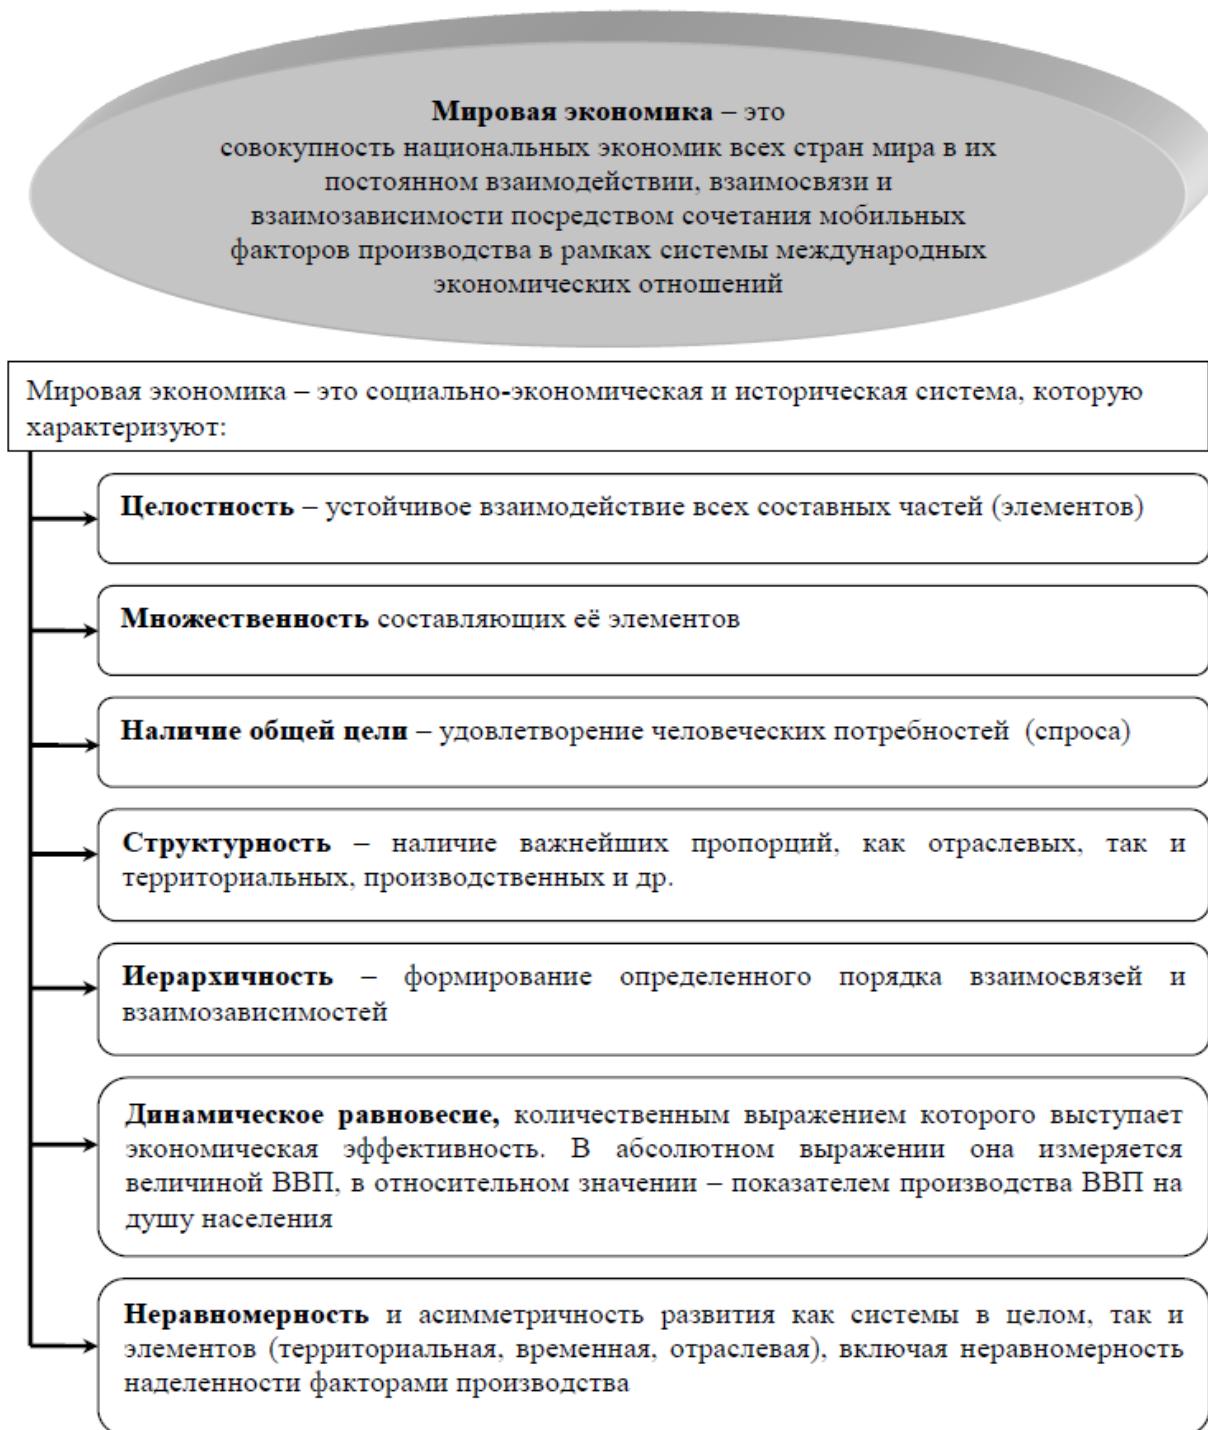 Мировая экономика – это
совокупность национальных экономик всех стран мира в их
постоянном взаимодействии, взаимосвязи и
взаимозависимости посредством сочетания мобильных
факторов производства в рамках системы международных
экономических отношений
Мировая экономика – это социально-экономическая и историческая система, которую
характеризуют:
Целостность – устойчивое взаимодействие всех составных частей (элементов)
Множественность составляющих её элементов
Наличие общей цели – удовлетворение человеческих потребностей (спроса)
Структурность – наличие важнейших пропорций, как отраслевых, так и
территориальных, производственных и др.
Иерархичность – формирование определенного порядка взаимосвязей и
взаимозависимостей
Динамическое равновесие, количественным выражением которого выступает
экономическая эффективность. В абсолютном выражении она измеряется
величиной ВВП, в относительном значении – показателем производства ВВП на
душу населения
Неравномерность и асимметричность развития как системы в целом, так и
элементов (территориальная, временная, отраслевая), включая неравномерность
наделенности факторами производства